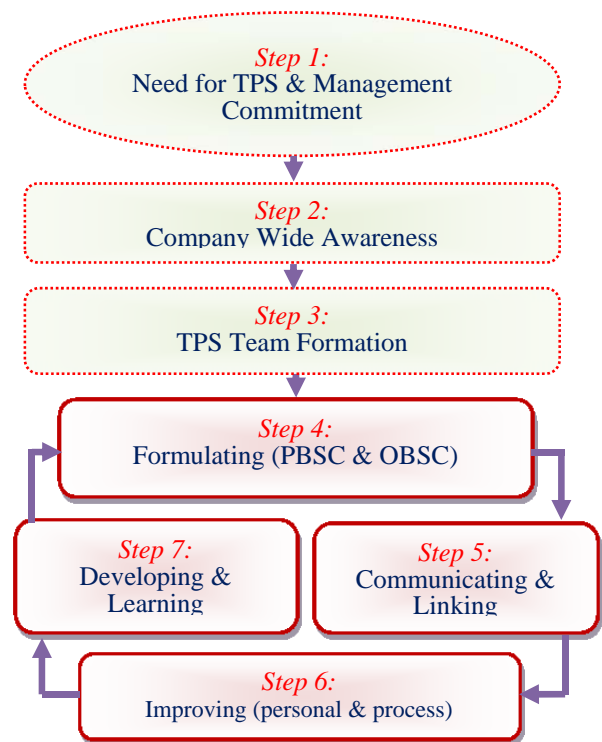 Step 1:
Need for TPS & Management
Commitment
Step 2:
Company Wide Awareness
Step 3:
TPS Team Formation
Step 4:
Formulating (PBSC & OBSC)
Step 7:
Developing &
Learning
Step 5:
Communicating &
Linking
Step 6:
Improving (personal & process)